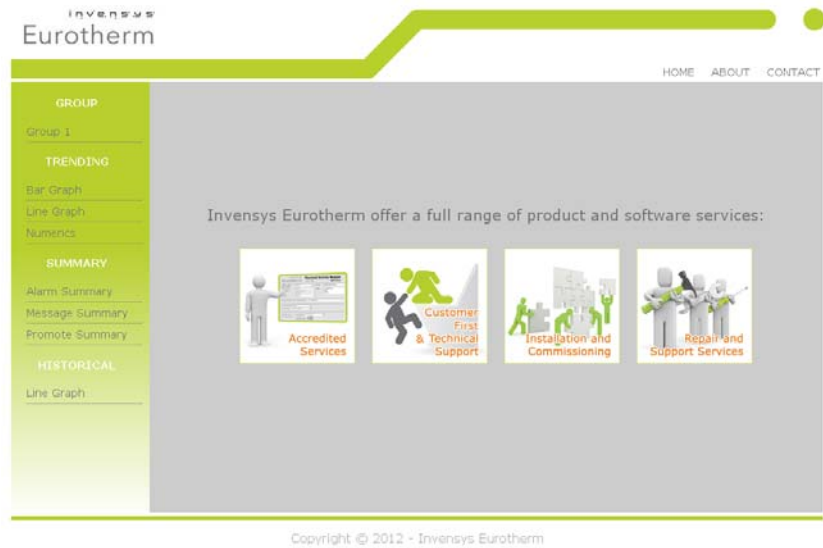 invensys
Eurotherm
HOME ABOUT CONTACT
GROUP
Group 1
TRENDING
Bar Graph
Line Graph
Numerics
SUMMARY
Alarm Summary
Message Summary
Promote Summary
HISTORICAL
Line Graph
Invensys Eurotherm offer a full range of product and software services:
Accredited
Services
Customer
First
& Technical
Support
Installation and
Commissioning
Repair and
Support Services
Copyright © 2012 - Invensys Eurotherm